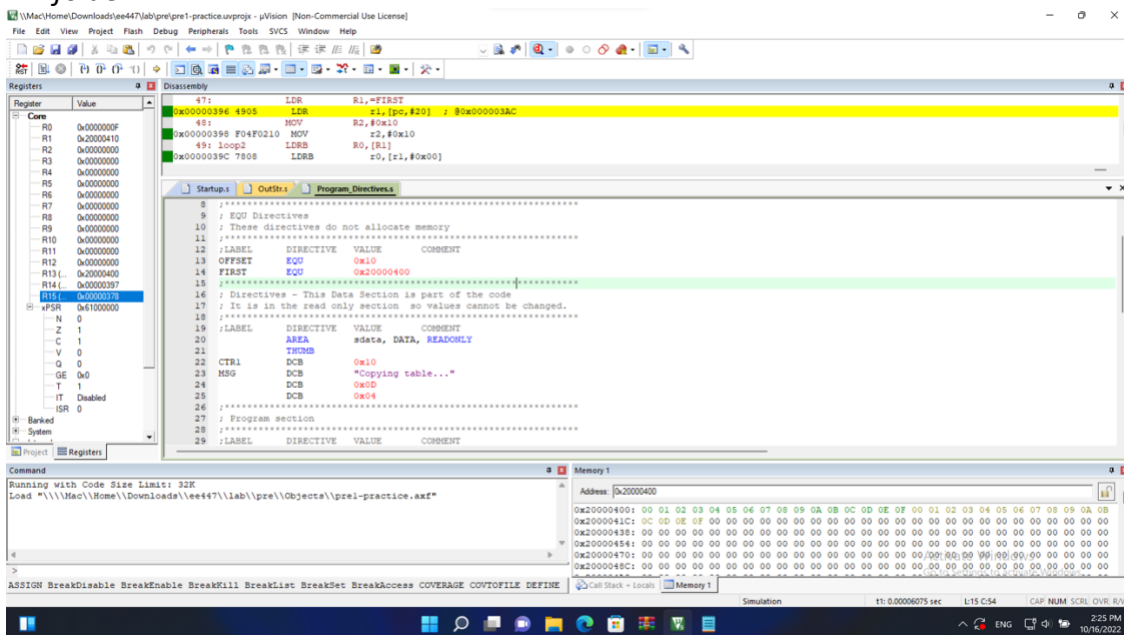 \\Mac\Home\Downloads\ee447\lab\pre\pre1-practice.uvprojx - µVision [Non-Commercial Use License]
File Edit View Project Flash Debug Peripherals Tools SVCS Window Help
Registers
Register Value
Core
R0 0x0000000F
R1 0x20000410
R2 0x00000000
R3 0x00000000
R4 0x00000000
R5 0x00000000
R6 0x00000000
R7 0x00000000
R8 0x00000000
R9 0x00000000
R10 0x00000000
R11 0x00000000
R12 0x00000000
R13 (... 0x20000400
R14 (... 0x00000397
R15 (... 0x00000378
xPSR 0x61000000
N 0
Z 1
C 1
V 0
Q 0
GE 0x0
T 1
IT Disabled
ISR 0
Banked
System
Project Registers
Disassembly
47: LDR R1,=FIRST
0x00000396 4905 LDR r1,[pc,#20] ; @0x000003AC
48: MOV R2,#0x10
0x00000398 F04F0210 MOV r2,#0x10
49: loop2 LDRB R0,[R1]
0x0000039C 7808 LDRB r0,[r1,#0x00]
Startup.s OutStr.s Program_Directives.s
8 ;***************************************************************
9 ; EQU Directives
10 ; These directives do not allocate memory
11 ;***************************************************************
12 ;LABEL DIRECTIVE VALUE COMMENT
13 OFFSET EQU 0x10
14 FIRST EQU 0x20000400
15 ;***************************************************************
16 ; Directives - This Data Section is part of the code
17 ; It is in the read only section so values cannot be changed.
18 ;***************************************************************
19 ;LABEL DIRECTIVE VALUE COMMENT
20 AREA sdata, DATA, READONLY
21 THUMB
22 CTR1 DCB 0x10
23 MSG DCB "Copying table..."
24 DCB 0x0D
25 DCB 0x04
26 ;***************************************************************
27 ; Program section
28 ;***************************************************************
29 ;LABEL DIRECTIVE VALUE COMMENT
Command
Running with Code Size Limit: 32K
Load "\\\\Mac\\Home\\Downloads\\ee447\\lab\\pre\\Objects\\pre1-practice.axf"
>
ASSIGN BreakDisable BreakEnable BreakKill BreakList BreakSet BreakAccess COVERAGE COVTOFILE DEFINE
Memory 1
Address: 0x20000400
0x20000400: 00 01 02 03 04 05 06 07 08 09 0A 0B 0C 0D 0E 0F 00 01 02 03 04 05 06 07 08 09 0A 0B
0x2000041C: 0C 0D 0E 0F 00 00 00 00 00 00 00 00 00 00 00 00 00 00 00 00 00 00 00 00 00 00 00 00
0x20000438: 00 00 00 00 00 00 00 00 00 00 00 00 00 00 00 00 00 00 00 00 00 00 00 00 00 00 00 00
0x20000454: 00 00 00 00 00 00 00 00 00 00 00 00 00 00 00 00 00 00 00 00 00 00 00 00 00 00 00 00
0x20000470: 00 00 00 00 00 00 00 00 00 00 00 00 00 00 00 00 00 00 00 00 00 00 00 00 00 00 00 00
0x2000048C: 00 00 00 00 00 00 00 00 00 00 00 00 00 00 00 00 00 00 00 00 00 00 00 00 00 00 00 00
Activate Windows
Go to Settings to activate Windows.
Call Stack + Locals Memory 1
Simulation t1: 0.00006075 sec L:15 C:54 CAP NUM SCRL OVR R/W
ENG
2:25 PM
10/16/2022